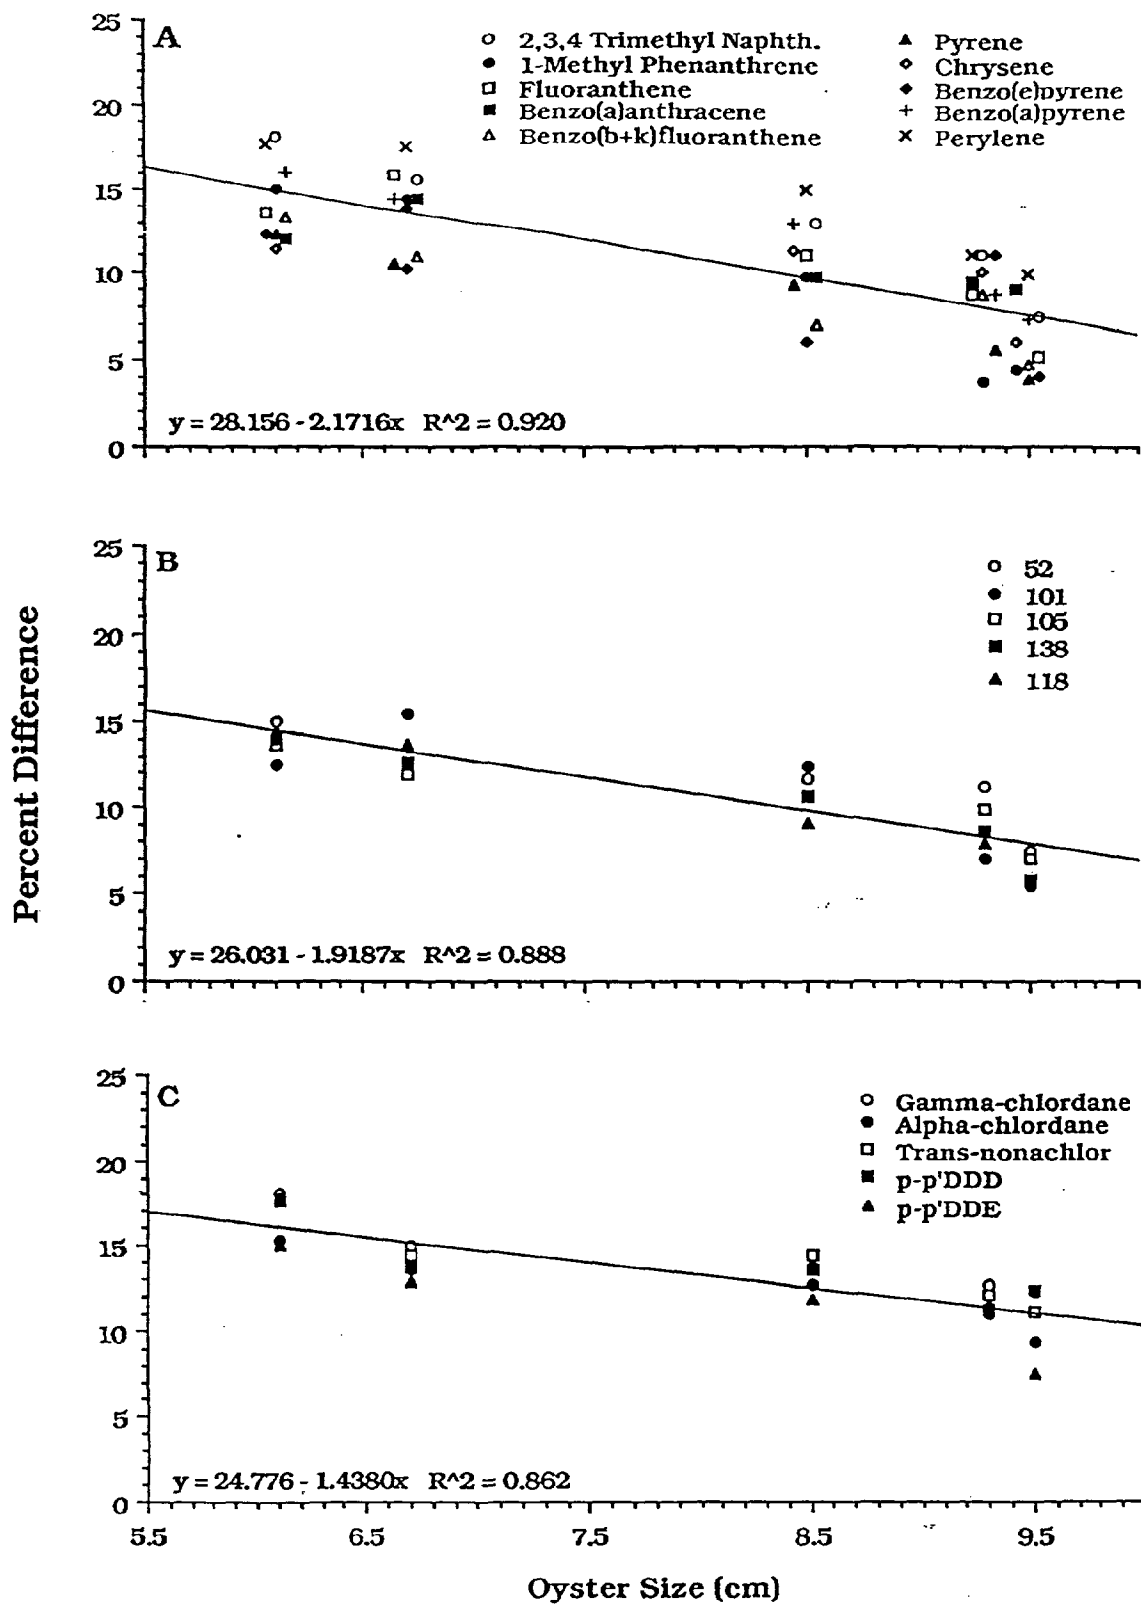 25
A
20
15
10
5
0
2,3,4 Trimethyl Naphth.
1-Methyl Phenanthrene
Fluoranthene
Benzo(a)anthracene
Benzo(b+k)fluoranthene
Pyrene
Chrysene
Benzo(e)pyrene
Benzo(a)pyrene
Perylene
y = 28.156 - 2.1716x R^2 = 0.920
Percent Difference
25
B
20
15
10
5
0
52
101
105
138
118
y = 26.031 - 1.9187x R^2 = 0.888
25
C
20
15
10
5
0
Gamma-chlordane
Alpha-chlordane
Trans-nonachlor
p-p'DDD
p-p'DDE
y = 24.776 - 1.4380x R^2 = 0.862
5.5 6.5 7.5 8.5 9.5
Oyster Size (cm)